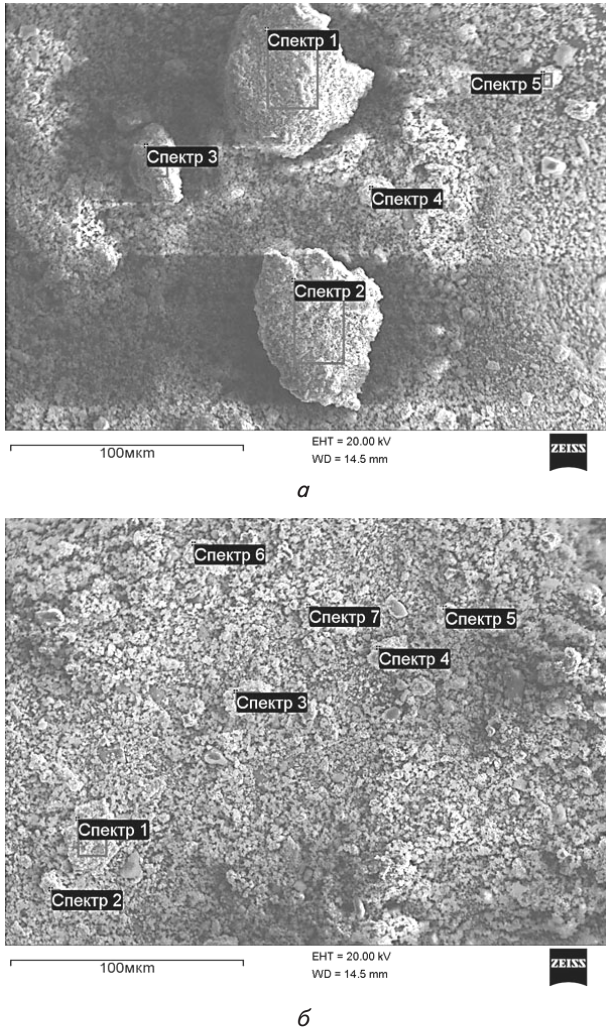 Спектр 1
Спектр 5
Спектр 3
Спектр 4
Спектр 2
100мкm
EHT = 20.00 kV
WD = 14.5 mm
ZEISS
а
Спектр 6
Спектр 7
Спектр 5
Спектр 4
Спектр 3
Спектр 1
Спектр 2
100мкm
EHT = 20.00 kV
WD = 14.5 mm
ZEISS
б